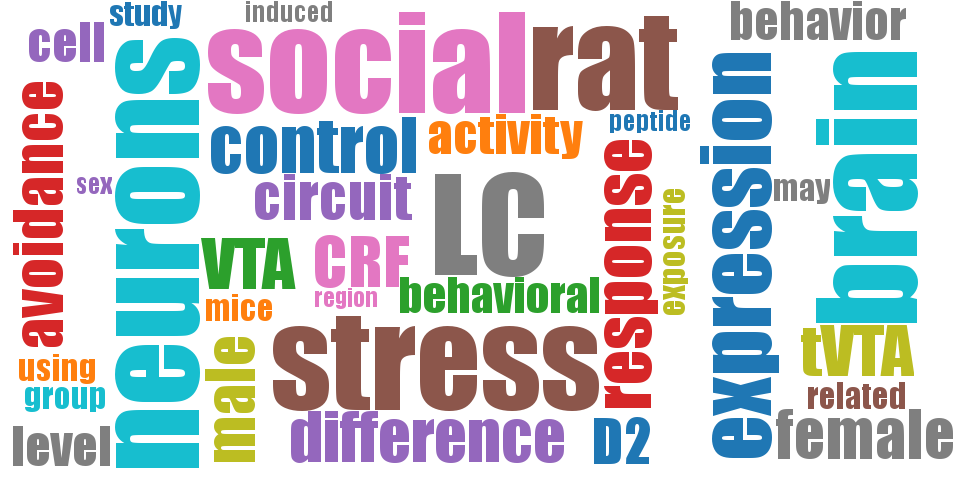 study
induced
behavior
cell
social
rat
neurons
expression
brain
avoidance
control
activity
peptide
sex
circuit
LC
response
exposure
may
VTA
CRF
mice
region
behavioral
using
group
male
stress
tVTA
related
level
difference
D2
female